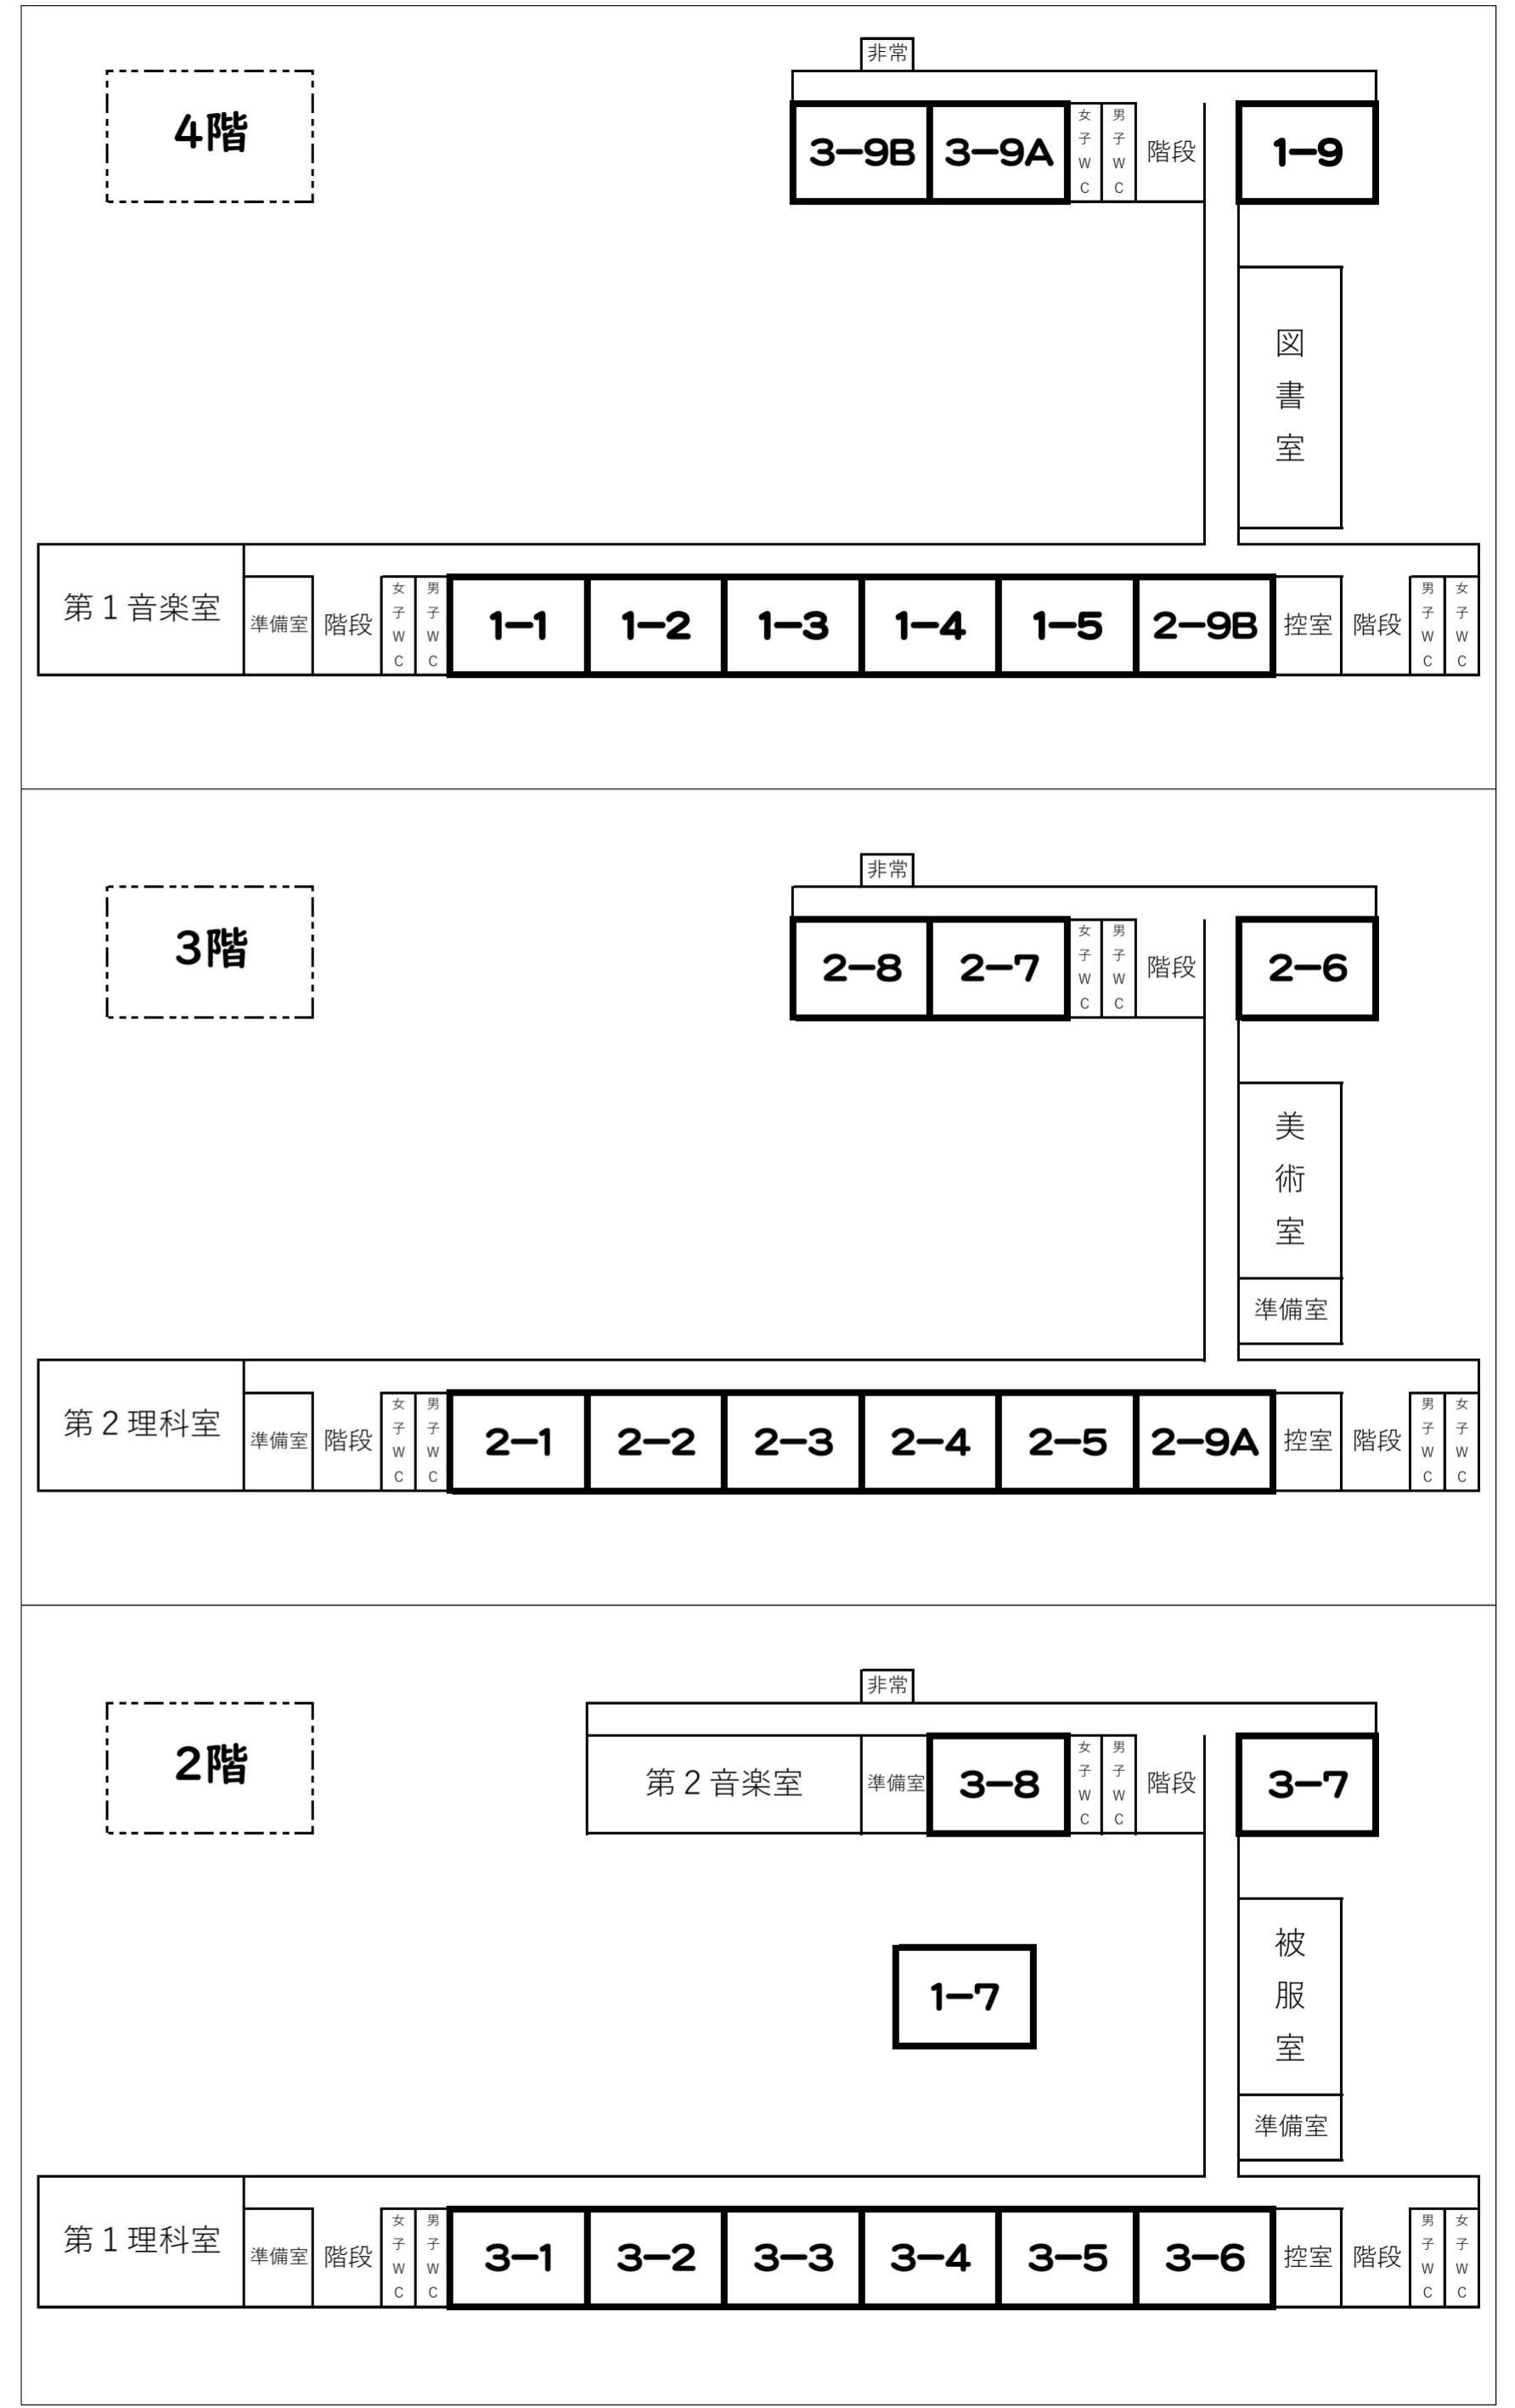 非常
4階
3−9B 3−9A 女子WC 男子WC 階段 1−9
図書室
第1音楽室 準備室 階段 女子WC 男子WC 1−1 1−2 1−3 1−4 1−5 2−9B 控室 階段 男子WC 女子WC
非常
3階
2−8 2−7 女子WC 男子WC 階段 2−6
美術室
準備室
第2理科室 準備室 階段 女子WC 男子WC 2−1 2−2 2−3 2−4 2−5 2−9A 控室 階段 男子WC 女子WC
非常
2階
第2音楽室 準備室 3−8 女子WC 男子WC 階段 3−7
被服室
1−7
準備室
第1理科室 準備室 階段 女子WC 男子WC 3−1 3−2 3−3 3−4 3−5 3−6 控室 階段 男子WC 女子WC